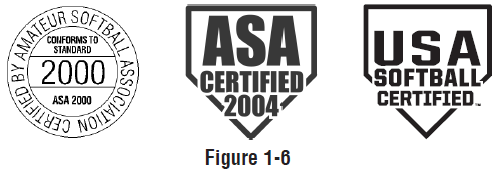 CERTIFIED BY AMATEUR SOFTBALL ASSOCIATION
CONFORMS TO
STANDARD
2000
ASA 2000
ASA
CERTIFIED
2004
USA
SOFTBALL
CERTIFIED™
Figure 1-6